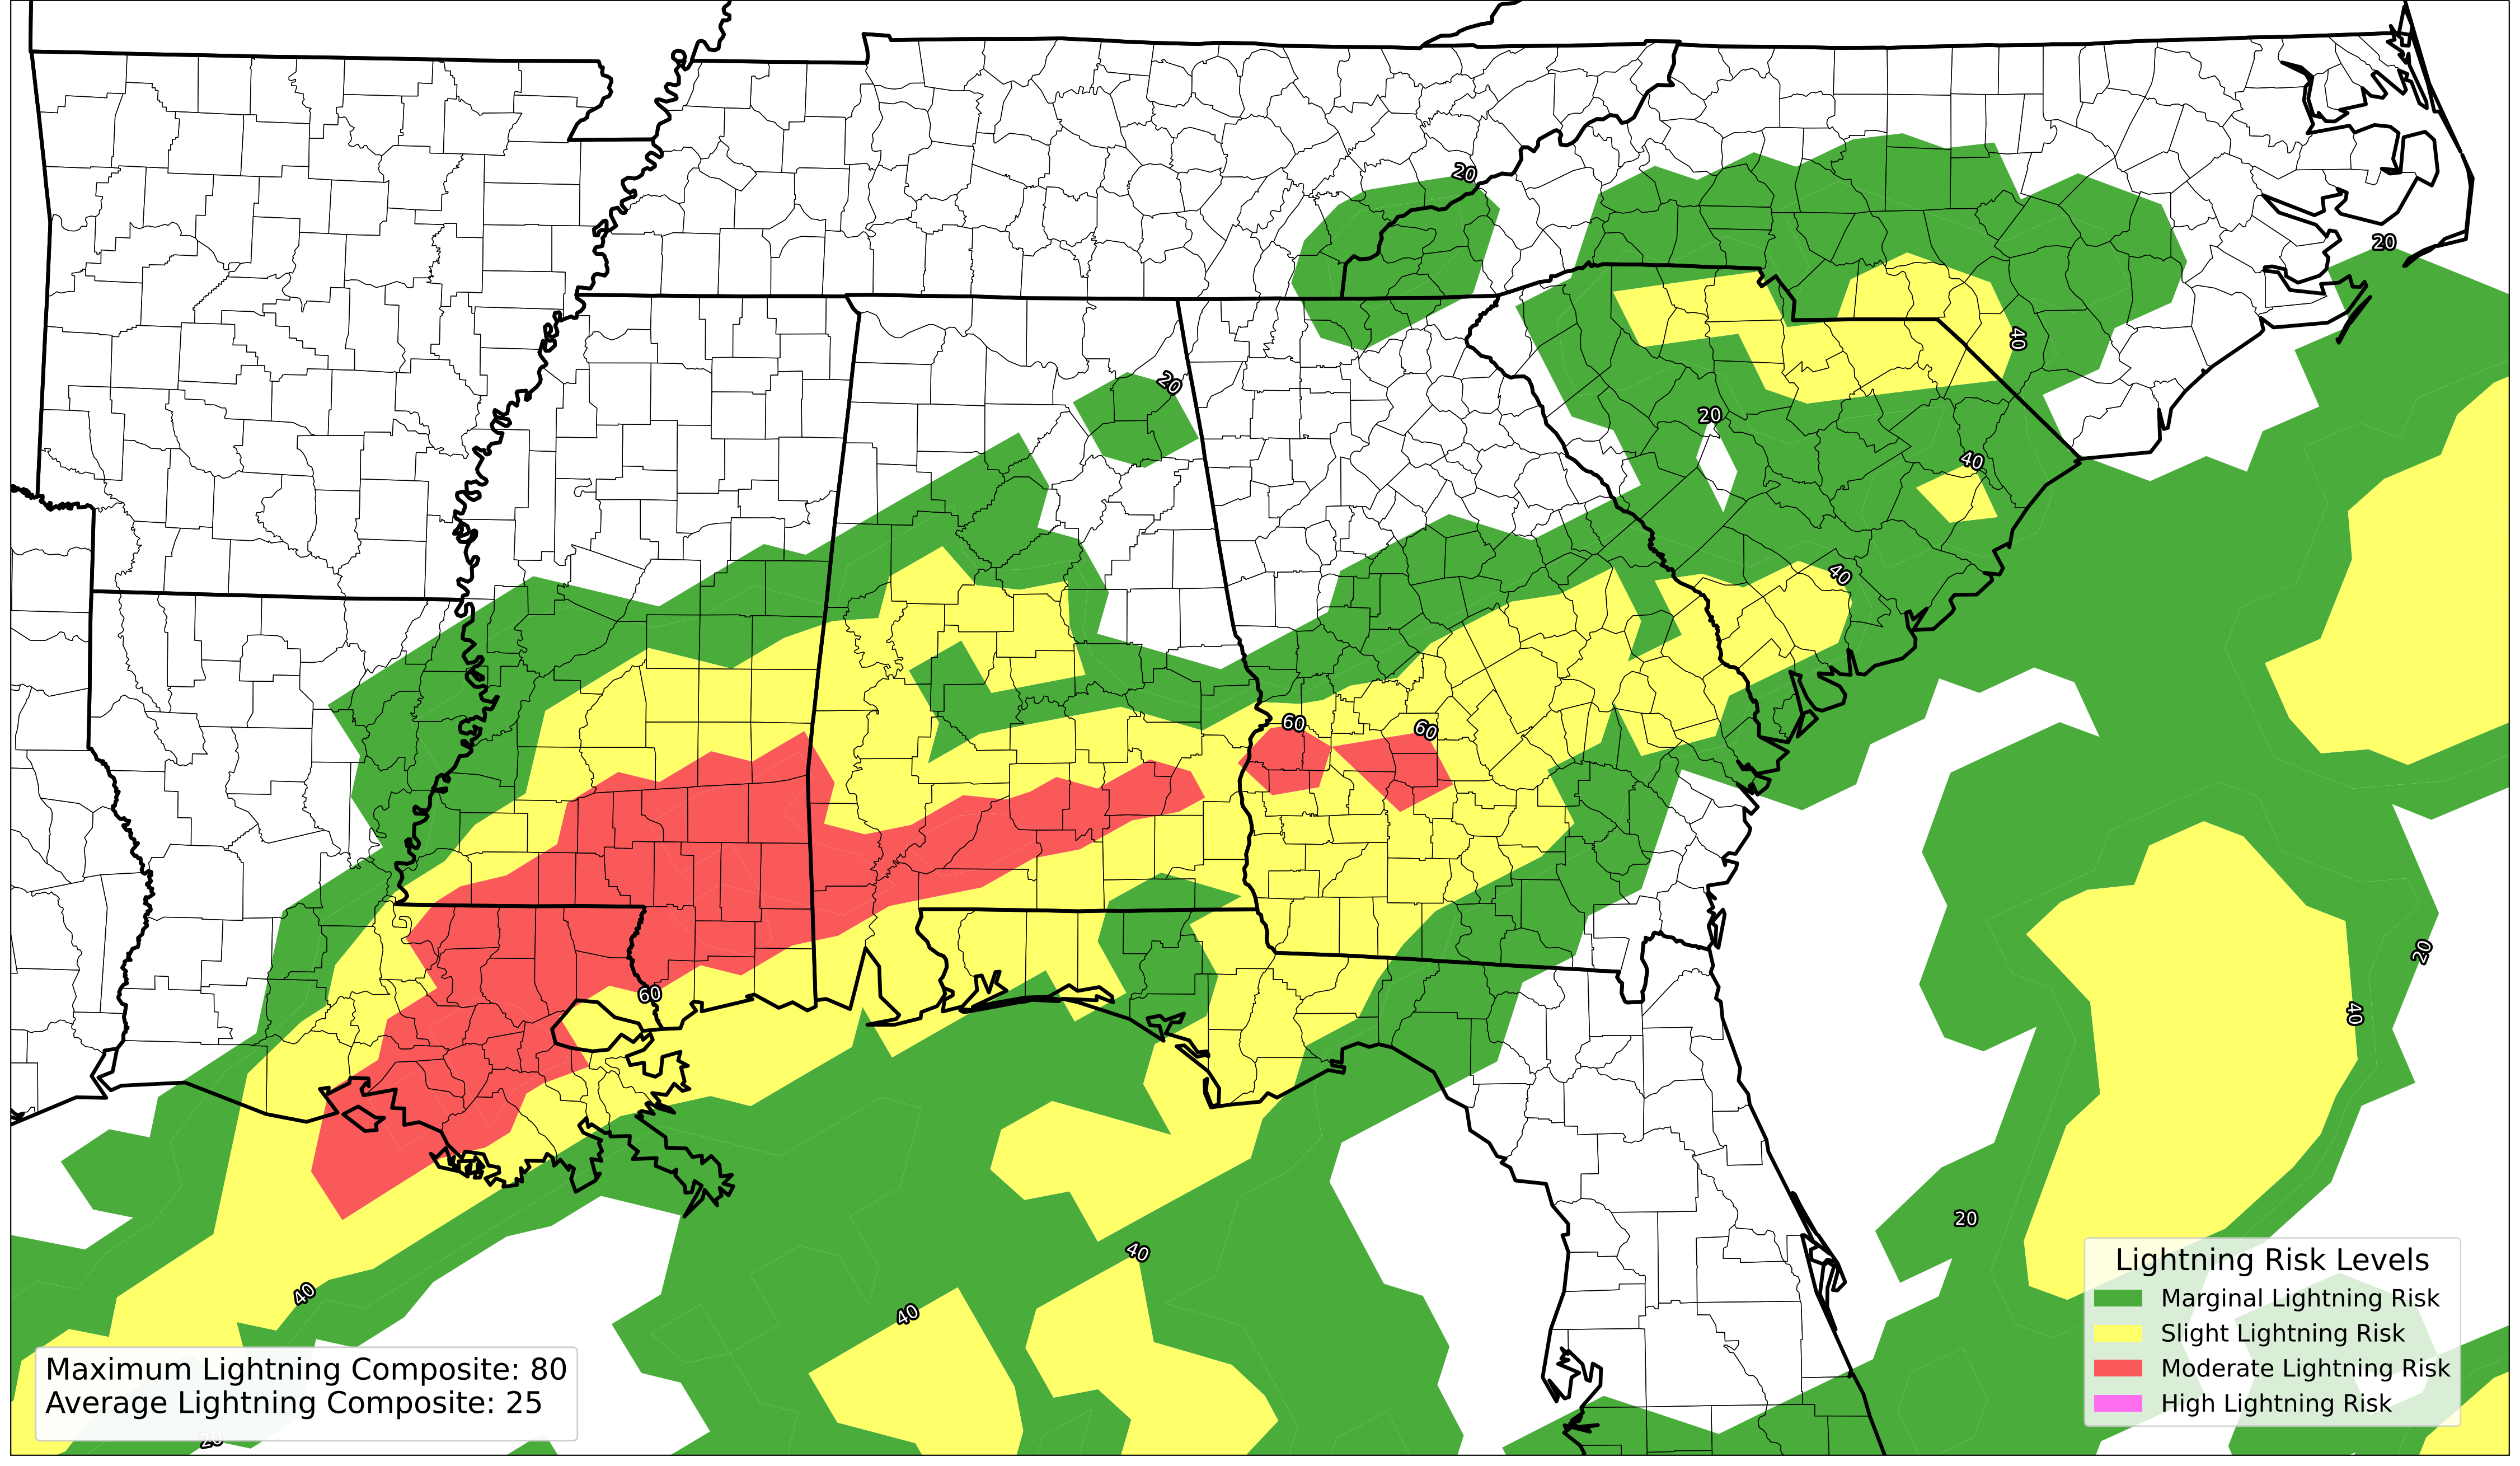 20
20
20
40
20
40
40
60
60
20
60
40
20
40
40
40
Lightning Risk Levels
Marginal Lightning Risk
Slight Lightning Risk
Moderate Lightning Risk
High Lightning Risk
Maximum Lightning Composite: 80
Average Lightning Composite: 25